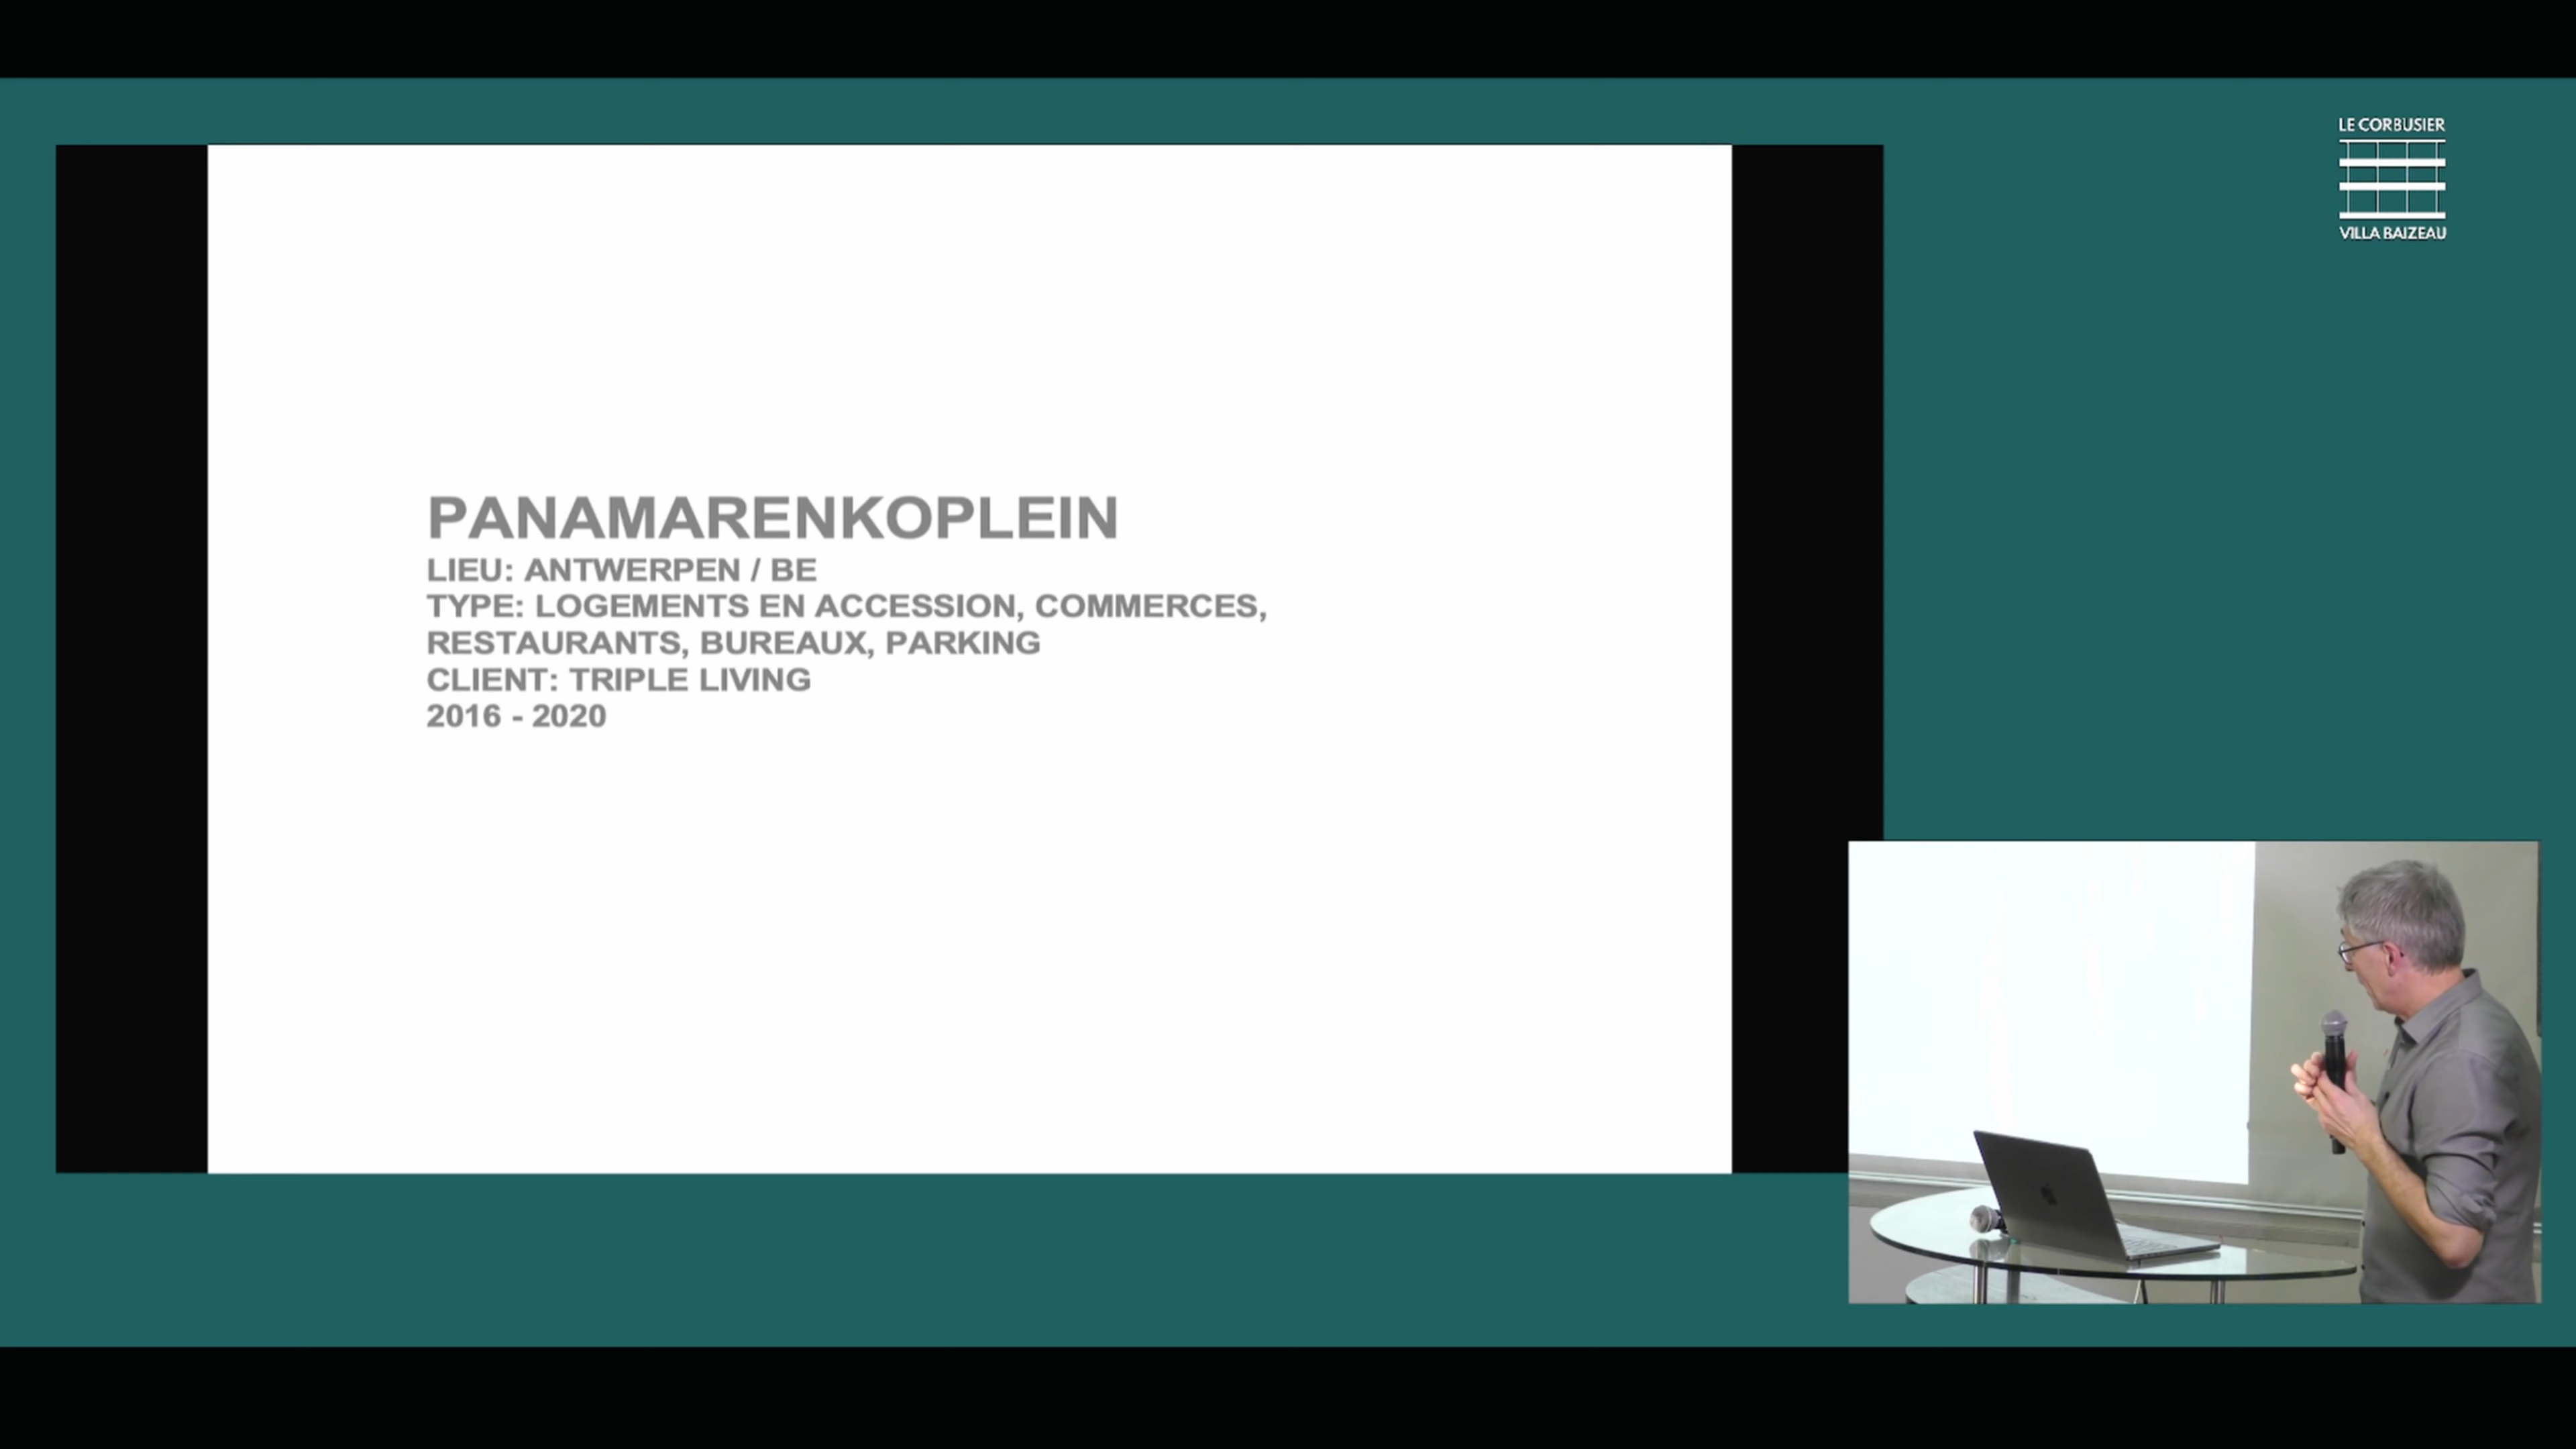 LE CORBUSIER
VILLA BAIZEAU
PANAMARENKOPLEIN
LIEU: ANTWERPEN / BE
TYPE: LOGEMENTS EN ACCESSION, COMMERCES,
RESTAURANTS, BUREAUX, PARKING
CLIENT: TRIPLE LIVING
2016 - 2020